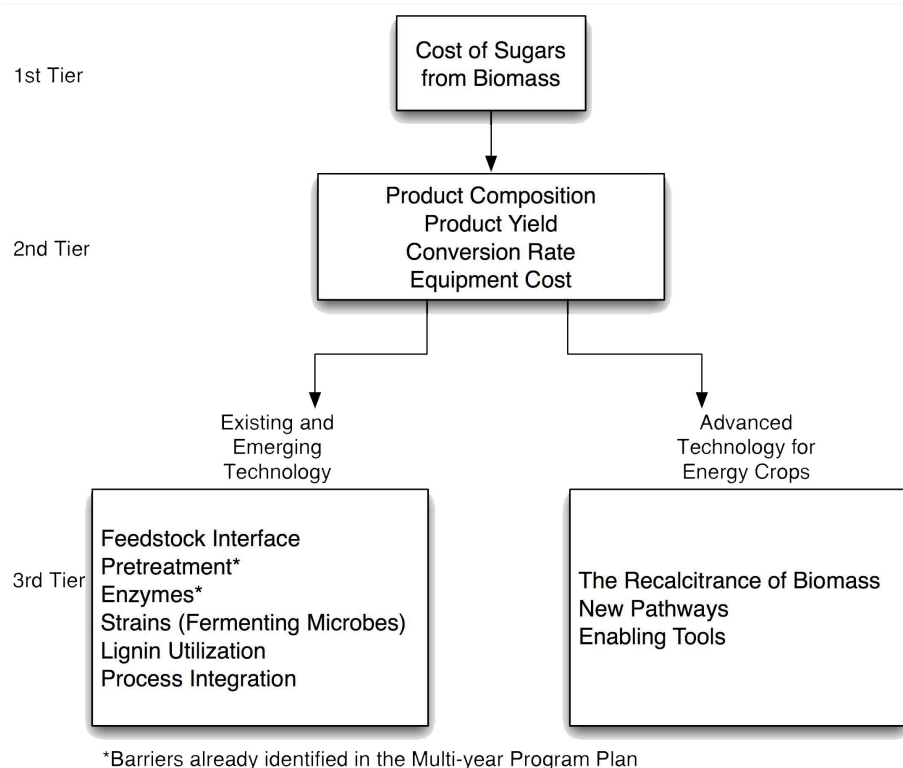 Cost of Sugars
from Biomass
1st Tier
Product Composition
Product Yield
Conversion Rate
Equipment Cost
2nd Tier
Existing and
Emerging
Technology
Advanced
Technology for
Energy Crops
3rd Tier
Feedstock Interface
Pretreatment*
Enzymes*
Strains (Fermenting Microbes)
Lignin Utilization
Process Integration
The Recalcitrance of Biomass
New Pathways
Enabling Tools
*Barriers already identified in the Multi-year Program Plan